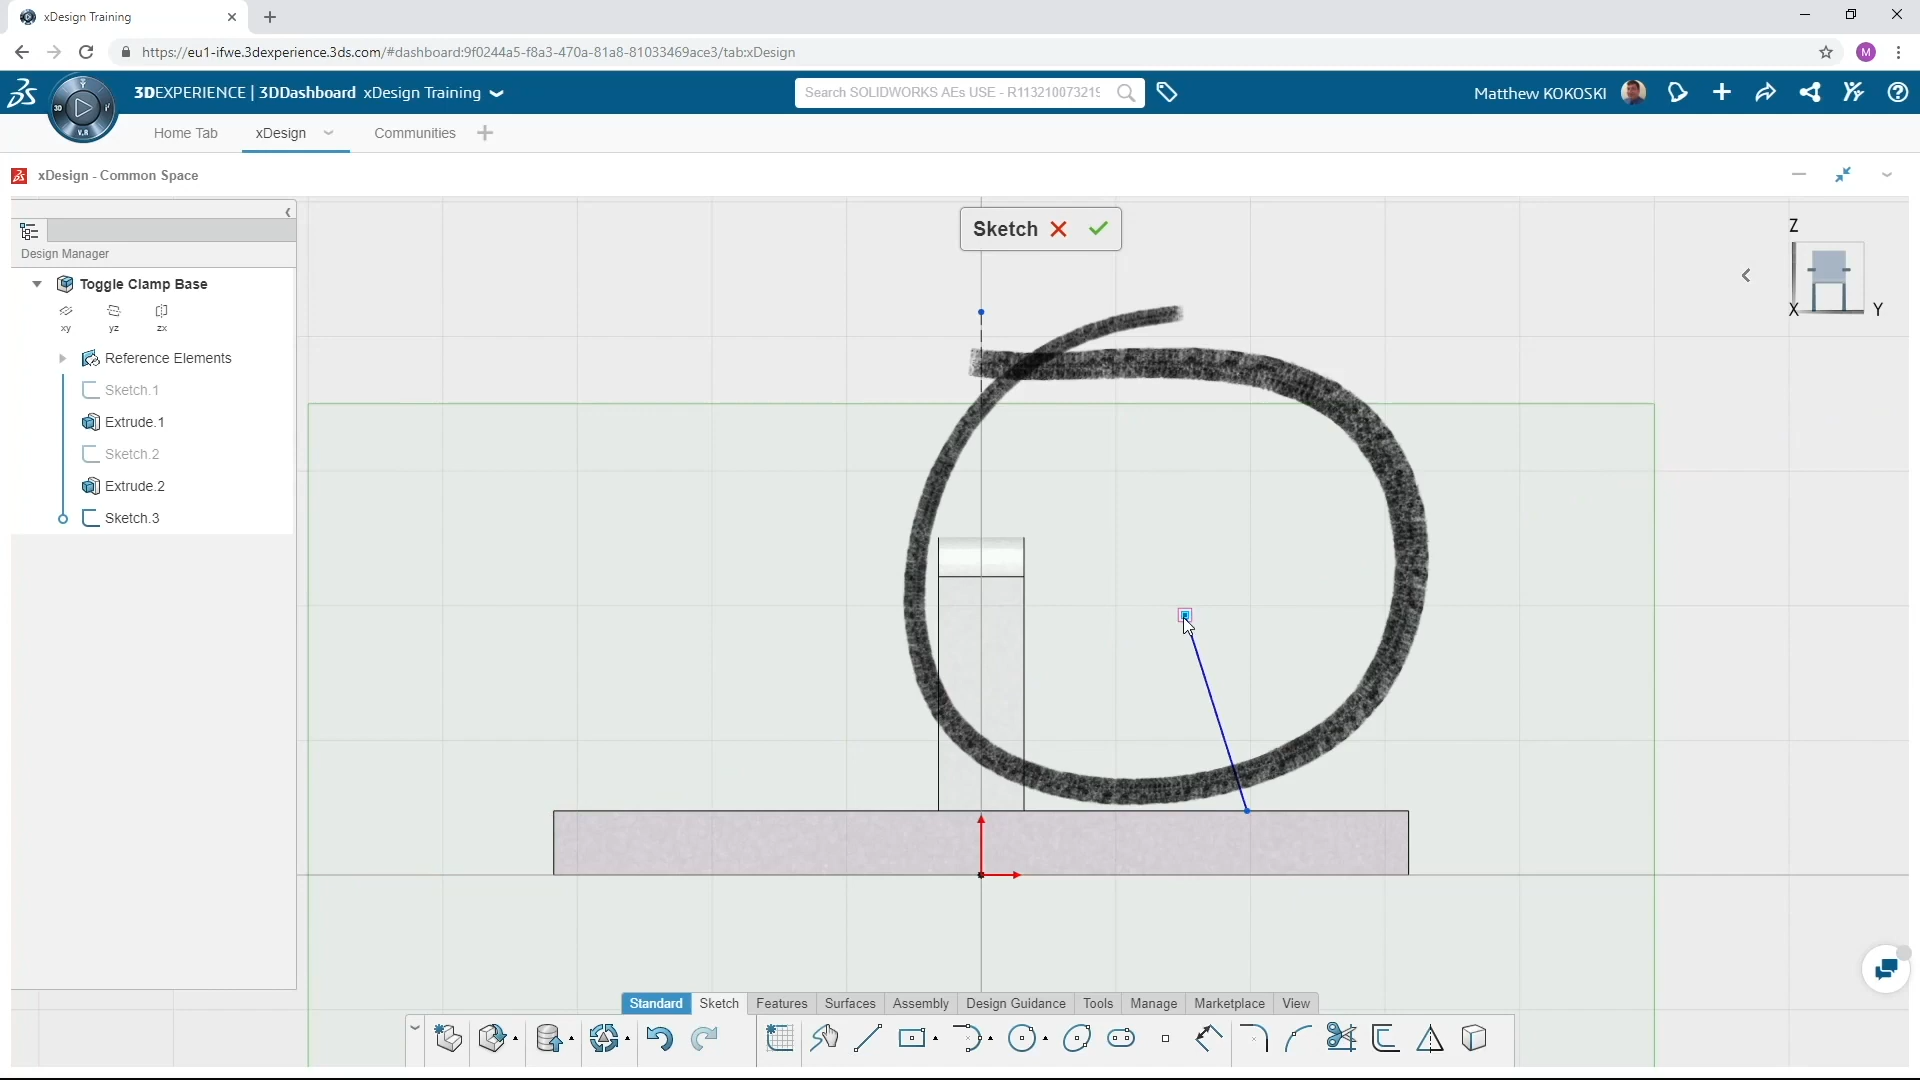 xDesign Training
https://eu1-ifwe.3dexperience.3ds.com/#dashboard:9f0244a5-f8a3-470a-81a8-81033469ace3/tab:xDesign
M
3DEXPERIENCE | 3DDashboard xDesign Training
Search SOLIDWORKS AEs USE - R11321007321
Matthew KOKOSKI
3D
V.R
Home Tab
xDesign
Communities
xDesign - Common Space
Sketch
Design Manager
Toggle Clamp Base
xy
yz
zx
Reference Elements
Sketch.1
Extrude.1
Sketch.2
Extrude.2
Sketch.3
Z
X
Y
Standard
Sketch
Features
Surfaces
Assembly
Design Guidance
Tools
Manage
Marketplace
View